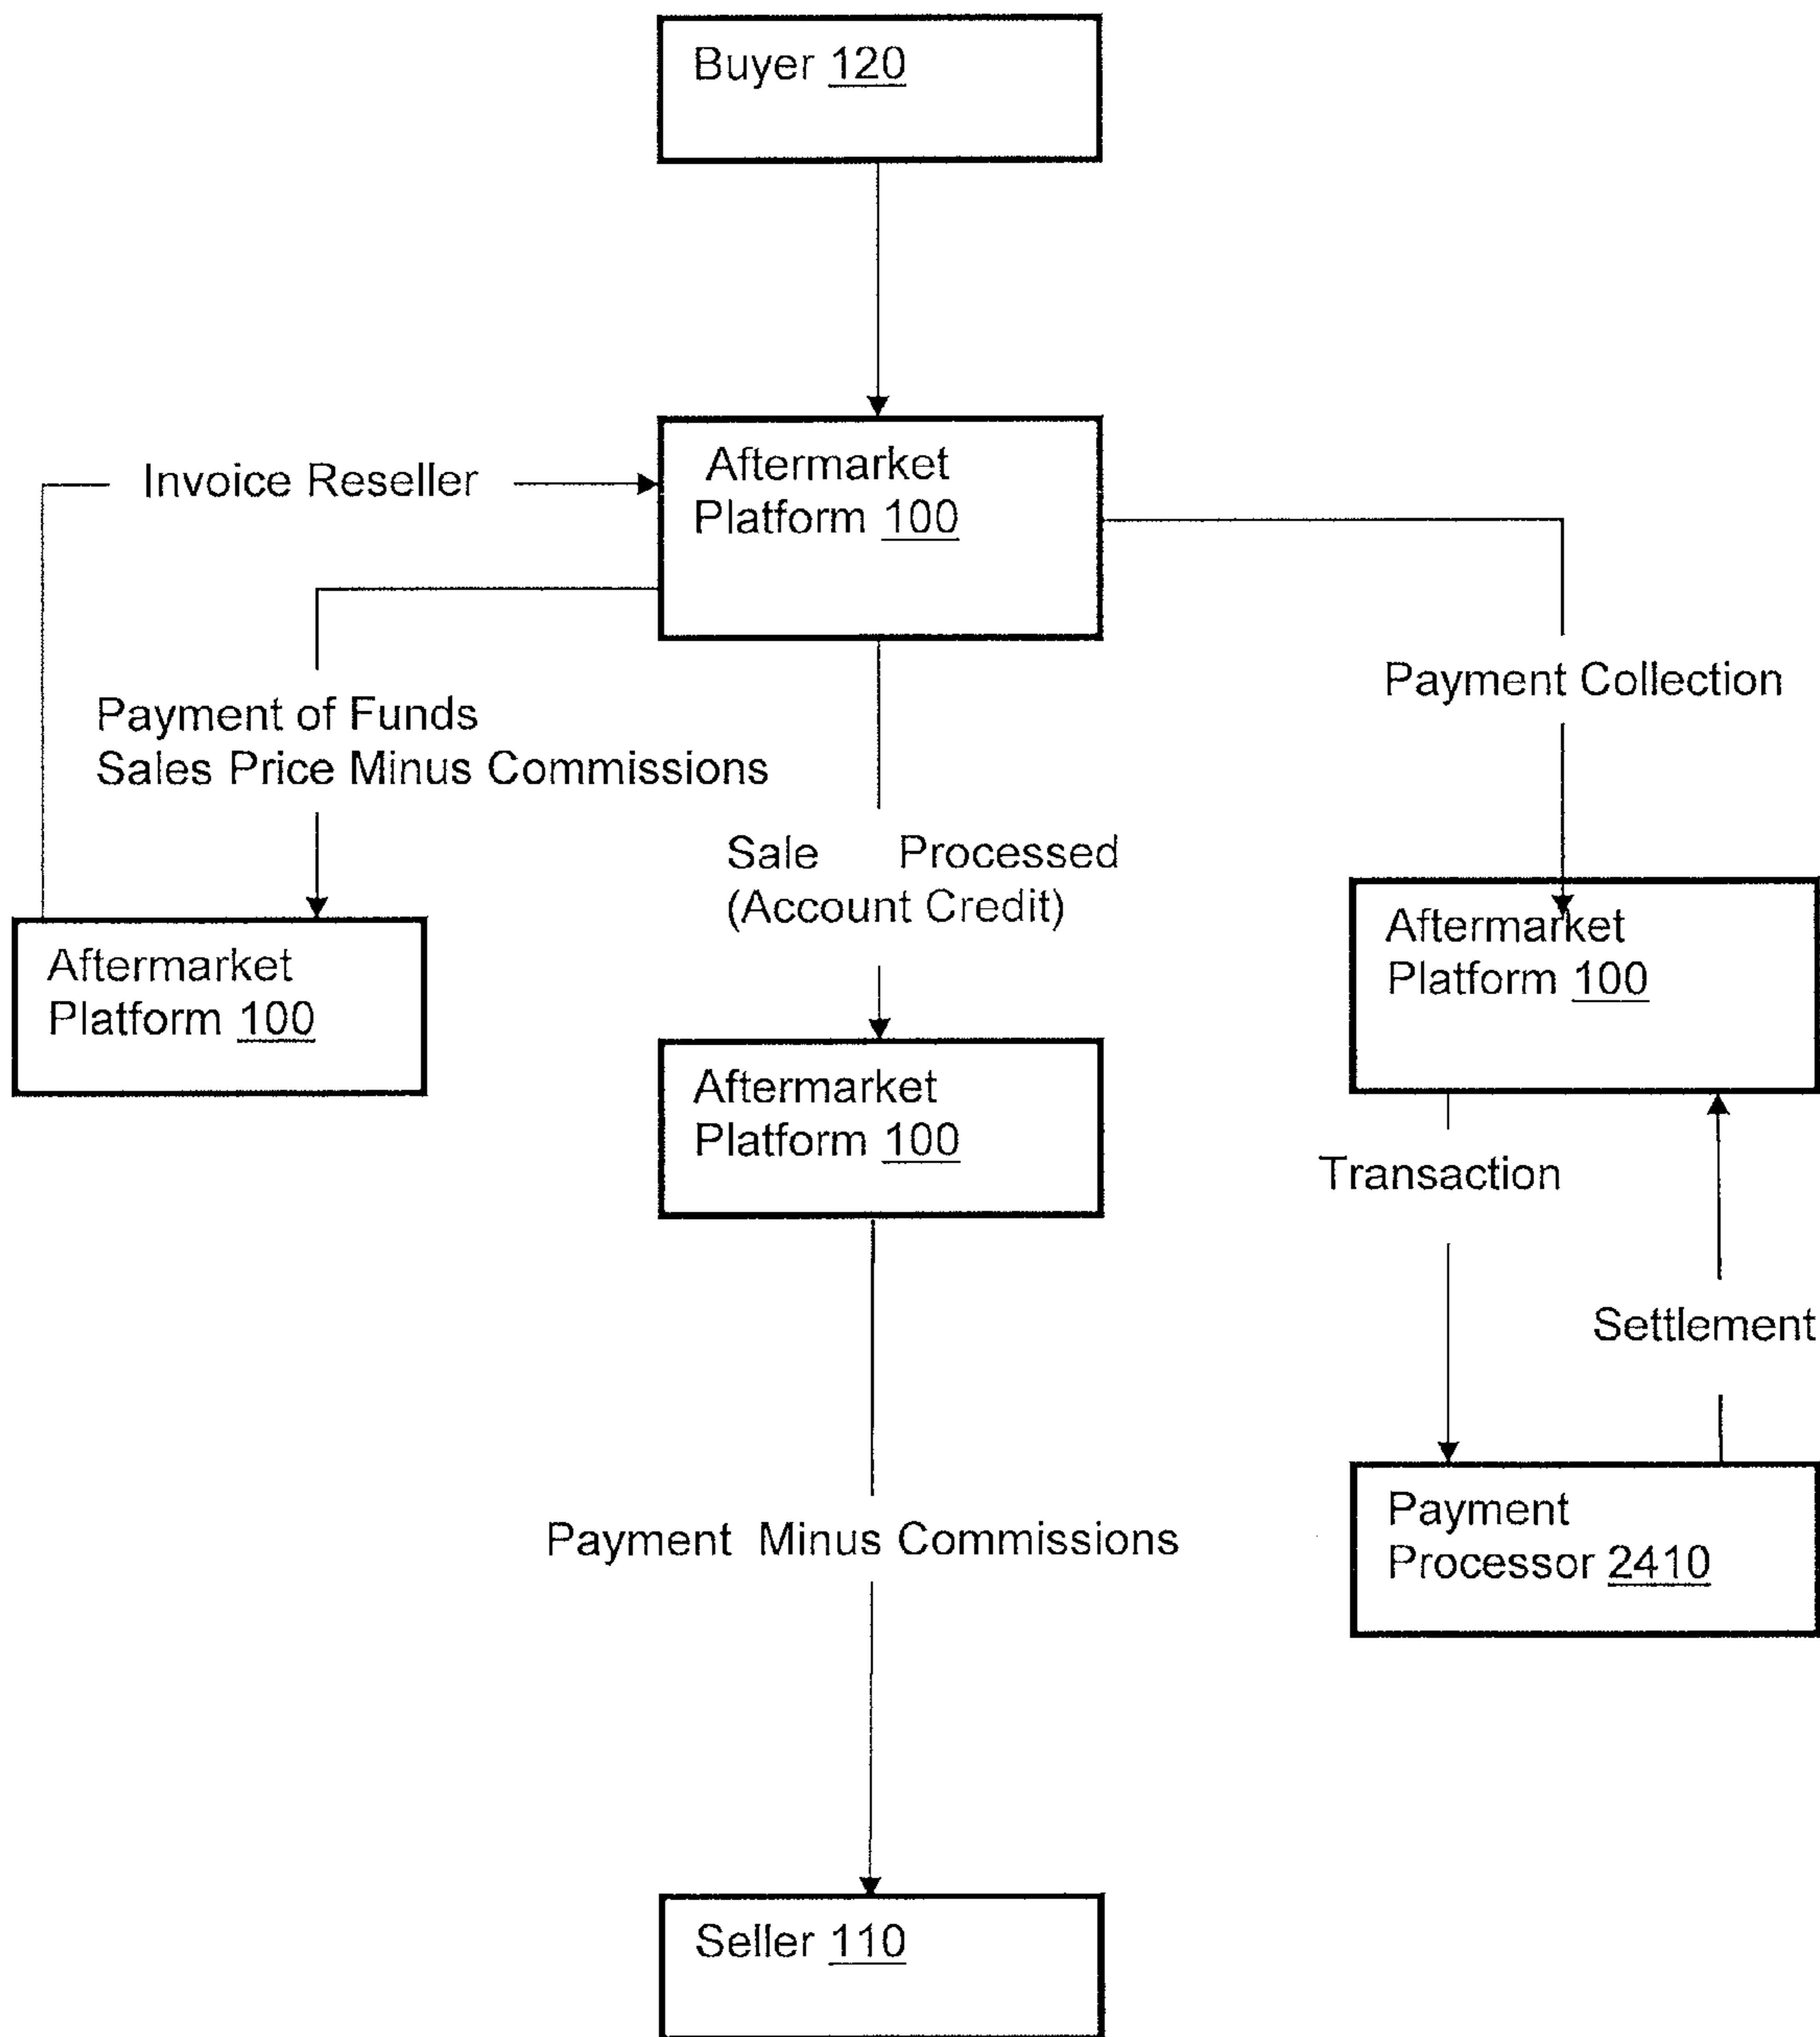 Buyer 120
Aftermarket
Platform 100
Invoice Reseller
Payment Collection
Payment of Funds
Sales Price Minus Commissions
Sale Processed
(Account Credit)
Aftermarket
Platform 100
Aftermarket
Platform 100
Aftermarket
Platform 100
Transaction
Settlement
Payment
Processor 2410
Payment Minus Commissions
Seller 110